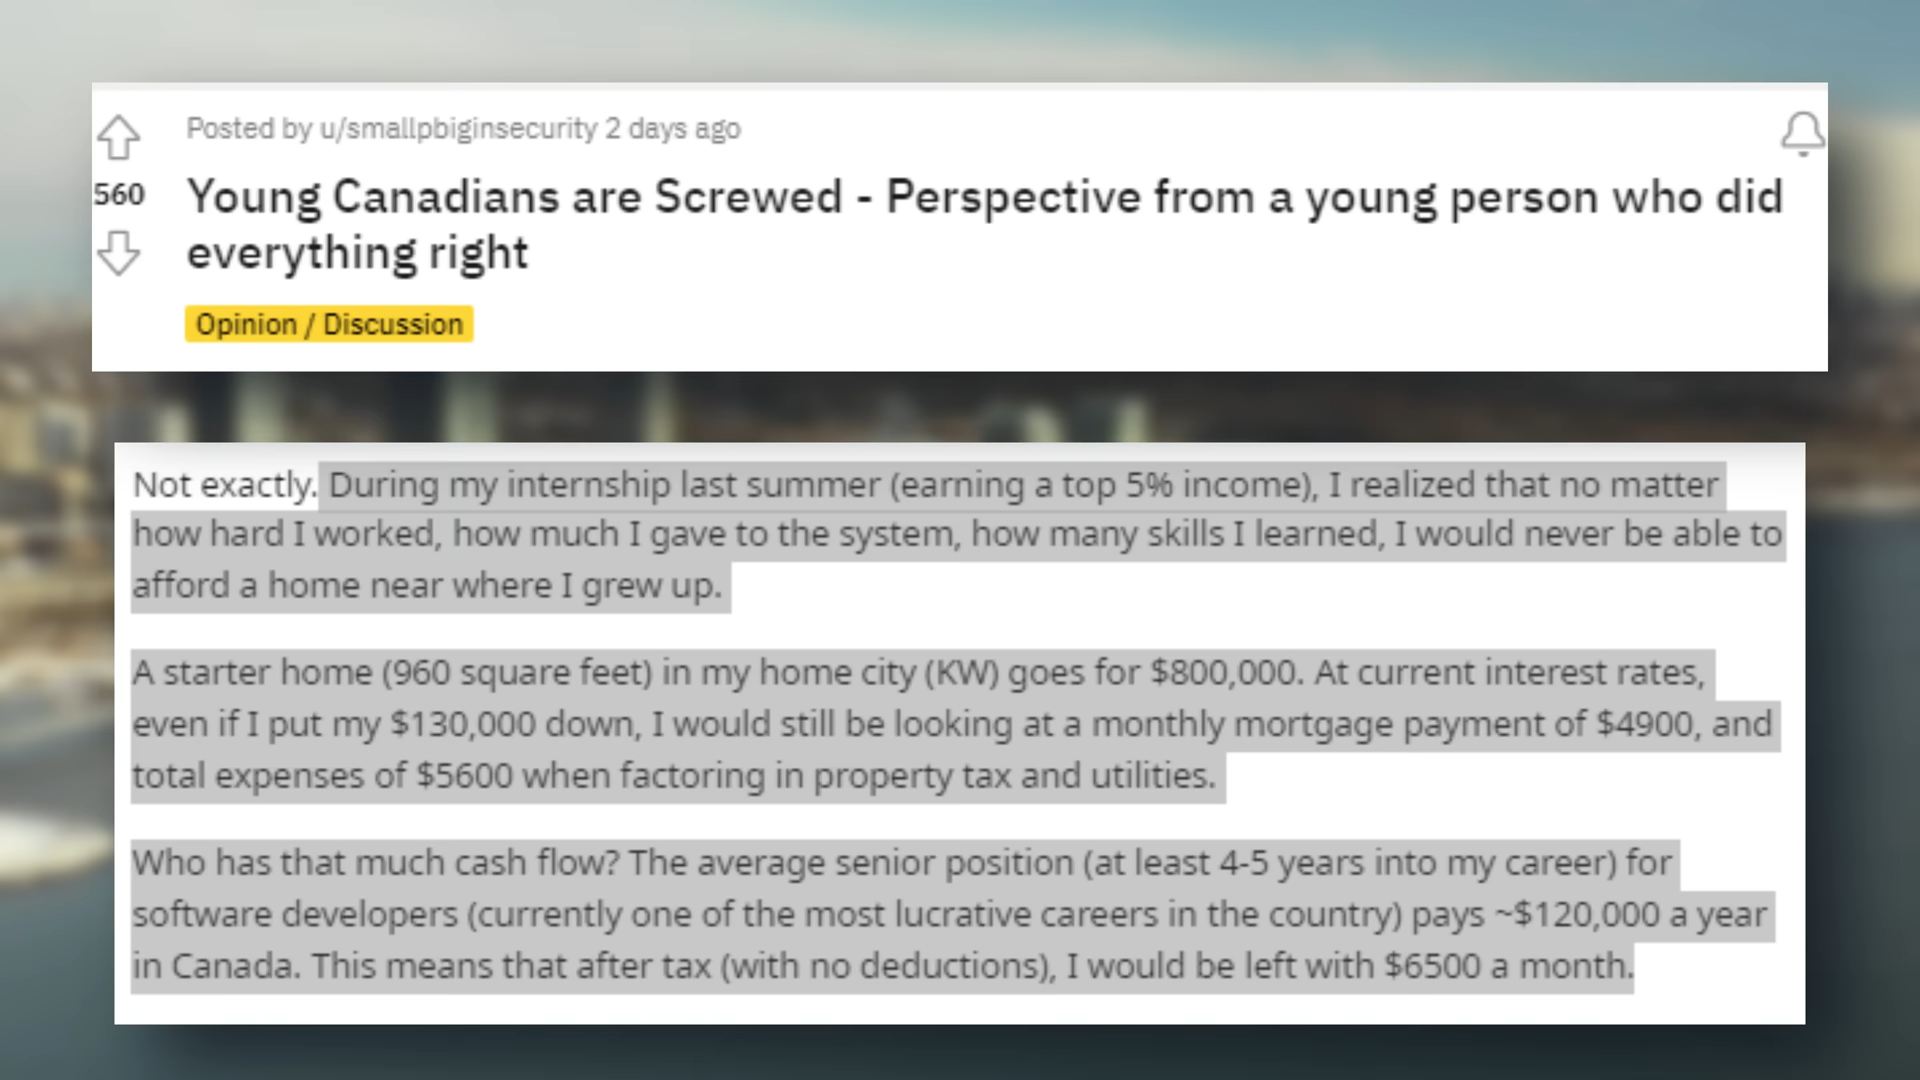 Posted by u/smallpbiginsecurity 2 days ago
560
Young Canadians are Screwed - Perspective from a young person who did
everything right
Opinion / Discussion
Not exactly. During my internship last summer (earning a top 5% income), I realized that no matter
how hard I worked, how much I gave to the system, how many skills I learned, I would never be able to
afford a home near where I grew up.
A starter home (960 square feet) in my home city (KW) goes for $800,000. At current interest rates,
even if I put my $130,000 down, I would still be looking at a monthly mortgage payment of $4900, and
total expenses of $5600 when factoring in property tax and utilities.
Who has that much cash flow? The average senior position (at least 4-5 years into my career) for
software developers (currently one of the most lucrative careers in the country) pays ~$120,000 a year
in Canada. This means that after tax (with no deductions), I would be left with $6500 a month.